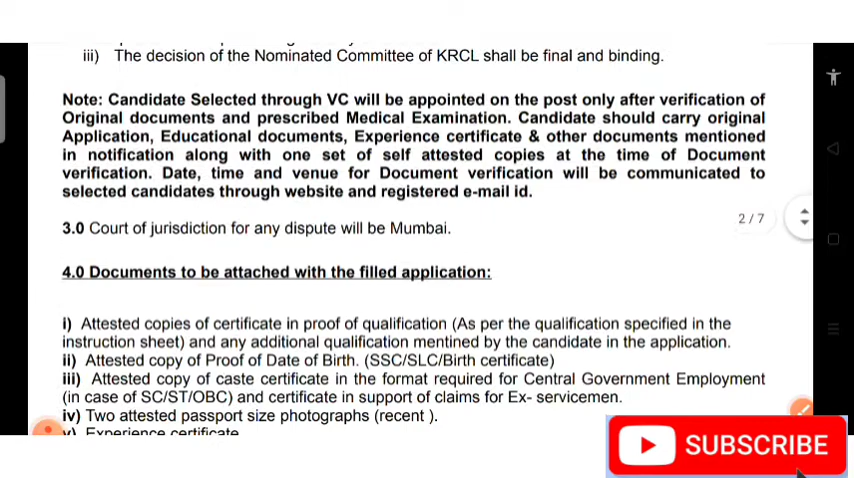 iii) The decision of the Nominated Committee of KRCL shall be final and binding.
Note: Candidate Selected through VC will be appointed on the post only after verification of
Original documents and prescribed Medical Examination. Candidate should carry original
Application, Educational documents, Experience certificate & other documents mentioned
in notification along with one set of self attested copies at the time of Document
verification. Date, time and venue for Document verification will be communicated to
selected candidates through website and registered e-mail id.
2 / 7
3.0 Court of jurisdiction for any dispute will be Mumbai.
4.0 Documents to be attached with the filled application:
i) Attested copies of certificate in proof of qualification (As per the qualification specified in the
instruction sheet) and any additional qualification mentined by the candidate in the application.
ii) Attested copy of Proof of Date of Birth. (SSC/SLC/Birth certificate)
iii) Attested copy of caste certificate in the format required for Central Government Employment
(in case of SC/ST/OBC) and certificate in support of claims for Ex- servicemen.
iv) Two attested passport size photographs (recent ).
v) Experience certificate
SUBSCRIBE